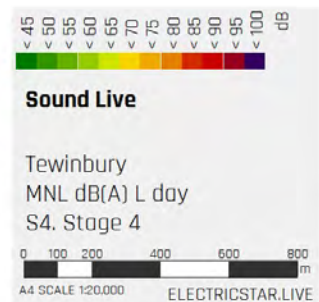 < 45 < 50 < 55 < 60 < 65 < 70 < 75 < 80 < 85 < 90 < 95 < 100 dB
Sound Live
Tewinbury
MNL dB(A) L day
S4. Stage 4
0 100 200 400 600 800
m
A4 SCALE 1:20.000 ELECTRICSTAR.LIVE